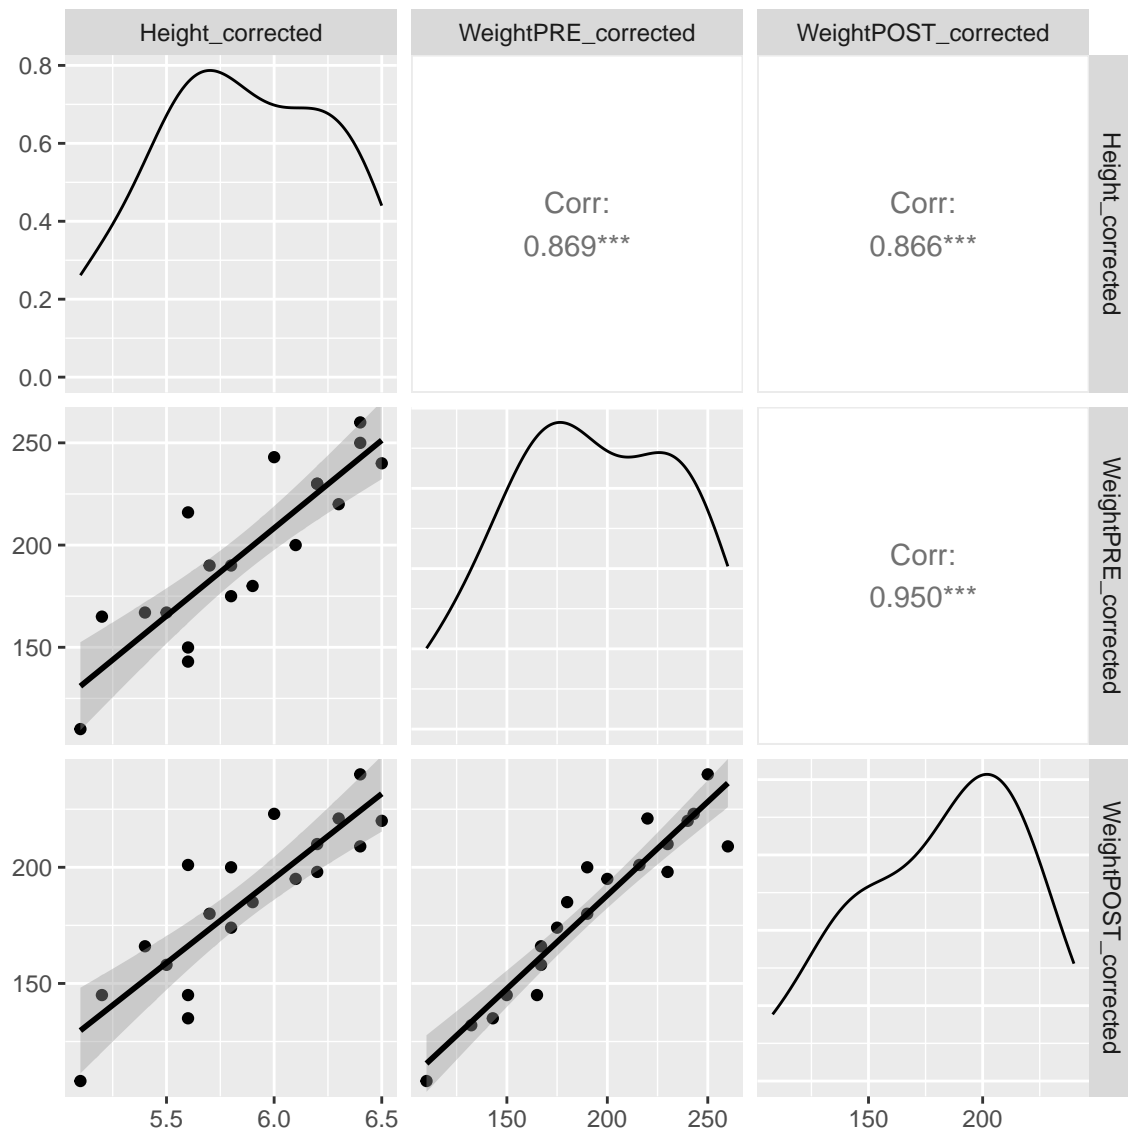 Height_corrected
WeightPRE_corrected
WeightPOST_corrected
0.8
0.6
0.4
0.2
0.0
Corr:
0.869***
Corr:
0.866***
Height_corrected
250
200
150
Corr:
0.950***
WeightPRE_corrected
200
150
WeightPOST_corrected
5.5
6.0
6.5
150
200
250
150
200